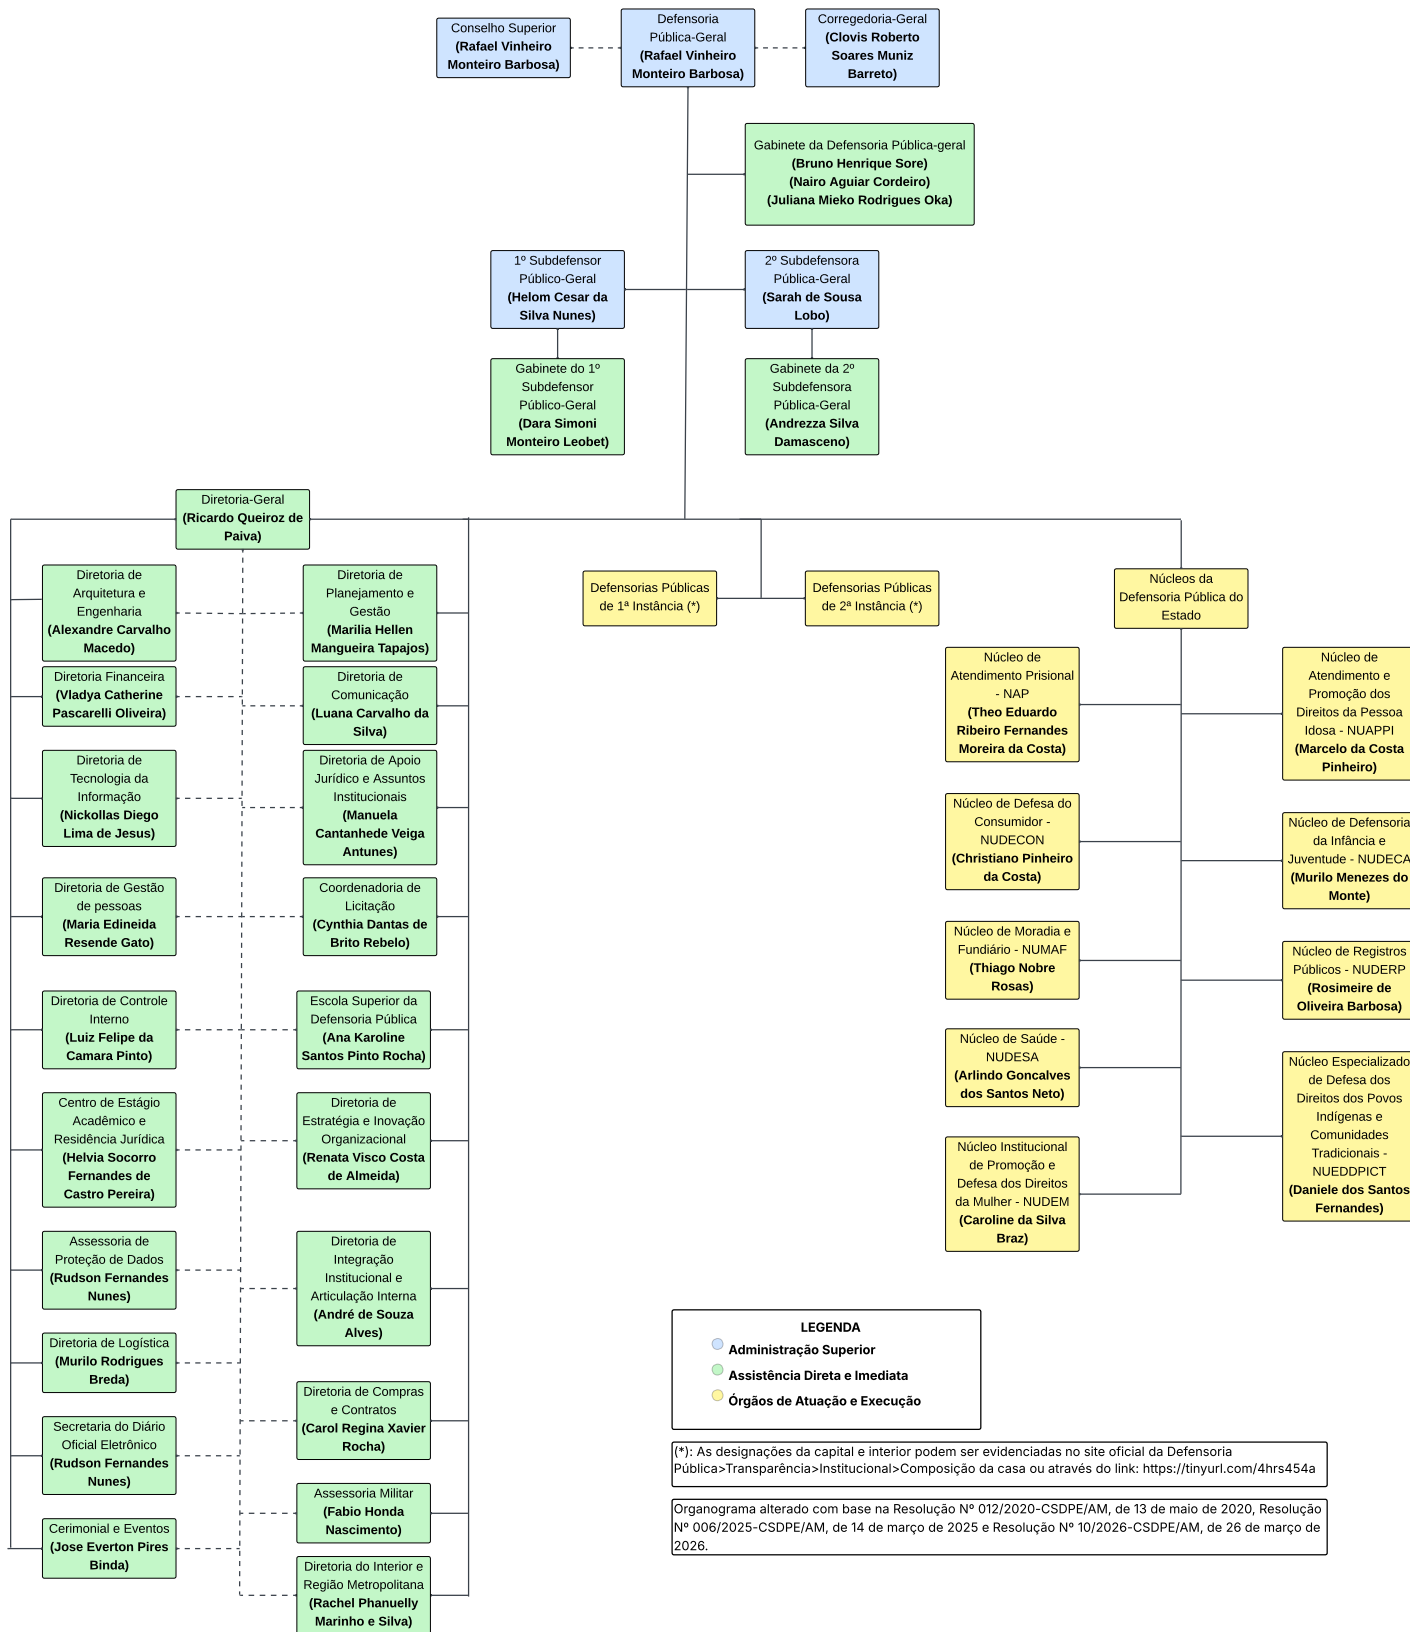 Conselho Superior
(Rafael Vinheiro
Monteiro Barbosa)
Defensoria
Pública-Geral
(Rafael Vinheiro
Monteiro Barbosa)
Corregedoria-Geral
(Clovis Roberto
Soares Muniz
Barreto)
Gabinete da Defensoria Pública-geral
(Bruno Henrique Sore)
(Nairo Aguiar Cordeiro)
(Juliana Mieko Rodrigues Oka)
1º Subdefensor
Público-Geral
(Helom Cesar da
Silva Nunes)
2º Subdefensora
Pública-Geral
(Sarah de Sousa
Lobo)
Gabinete do 1º
Subdefensor
Público-Geral
(Dara Simoni
Monteiro Leobet)
Gabinete da 2º
Subdefensora
Pública-Geral
(Andrezza Silva
Damasceno)
Diretoria-Geral
(Ricardo Queiroz de
Paiva)
Diretoria de
Arquitetura e
Engenharia
(Alexandre Carvalho
Macedo)
Diretoria Financeira
(Vladya Catherine
Pascarelli Oliveira)
Diretoria de
Tecnologia da
Informação
(Nickollas Diego
Lima de Jesus)
Diretoria de Gestão
de pessoas
(Maria Edineida
Resende Gato)
Diretoria de Controle
Interno
(Luiz Felipe da
Camara Pinto)
Centro de Estágio
Acadêmico e
Residência Jurídica
(Helvia Socorro
Fernandes de
Castro Pereira)
Assessoria de
Proteção de Dados
(Rudson Fernandes
Nunes)
Diretoria de Logística
(Murilo Rodrigues
Breda)
Secretaria do Diário
Oficial Eletrônico
(Rudson Fernandes
Nunes)
Cerimonial e Eventos
(Jose Everton Pires
Binda)
Diretoria de
Planejamento e
Gestão
(Marilia Hellen
Mangueira Tapajos)
Diretoria de
Comunicação
(Luana Carvalho da
Silva)
Diretoria de Apoio
Jurídico e Assuntos
Institucionais
(Manuela
Cantanhede Veiga
Antunes)
Coordenadoria de
Licitação
(Cynthia Dantas de
Brito Rebelo)
Escola Superior da
Defensoria Pública
(Ana Karoline
Santos Pinto Rocha)
Diretoria de
Estratégia e Inovação
Organizacional
(Renata Visco Costa
de Almeida)
Diretoria de
Integração
Institucional e
Articulação Interna
(André de Souza
Alves)
Diretoria de Compras
e Contratos
(Carol Regina Xavier
Rocha)
Assessoria Militar
(Fabio Honda
Nascimento)
Diretoria do Interior e
Região Metropolitana
(Rachel Phanuelly
Marinho e Silva)
Defensorias Públicas
de 1ª Instância (*)
Defensorias Públicas
de 2ª Instância (*)
Núcleos da
Defensoria Pública do
Estado
Núcleo de
Atendimento Prisional
- NAP
(Theo Eduardo
Ribeiro Fernandes
Moreira da Costa)
Núcleo de Defesa do
Consumidor -
NUDECON
(Christiano Pinheiro
da Costa)
Núcleo de Moradia e
Fundiário - NUMAF
(Thiago Nobre
Rosas)
Núcleo de Saúde -
NUDESA
(Arlindo Goncalves
dos Santos Neto)
Núcleo Institucional
de Promoção e
Defesa dos Direitos
da Mulher - NUDEM
(Caroline da Silva
Braz)
Núcleo de
Atendimento e
Promoção dos
Direitos da Pessoa
Idosa - NUAPPI
(Marcelo da Costa
Pinheiro)
Núcleo de Defensoria
da Infância e
Juventude - NUDECA
(Murilo Menezes do
Monte)
Núcleo de Registros
Públicos - NUDERP
(Rosimeire de
Oliveira Barbosa)
Núcleo Especializado
de Defesa dos
Direitos dos Povos
Indígenas e
Comunidades
Tradicionais -
NUEDDPICT
(Daniele dos Santos
Fernandes)
LEGENDA
Administração Superior
Assistência Direta e Imediata
Órgãos de Atuação e Execução
(*): As designações da capital e interior podem ser evidenciadas no site oficial da Defensoria
Pública>Transparência>Institucional>Composição da casa ou através do link: https://tinyurl.com/4hrs454a
Organograma alterado com base na Resolução Nº 012/2020-CSDPE/AM, de 13 de maio de 2020, Resolução
Nº 006/2025-CSDPE/AM, de 14 de março de 2025 e Resolução Nº 10/2026-CSDPE/AM, de 26 de março de
2026.